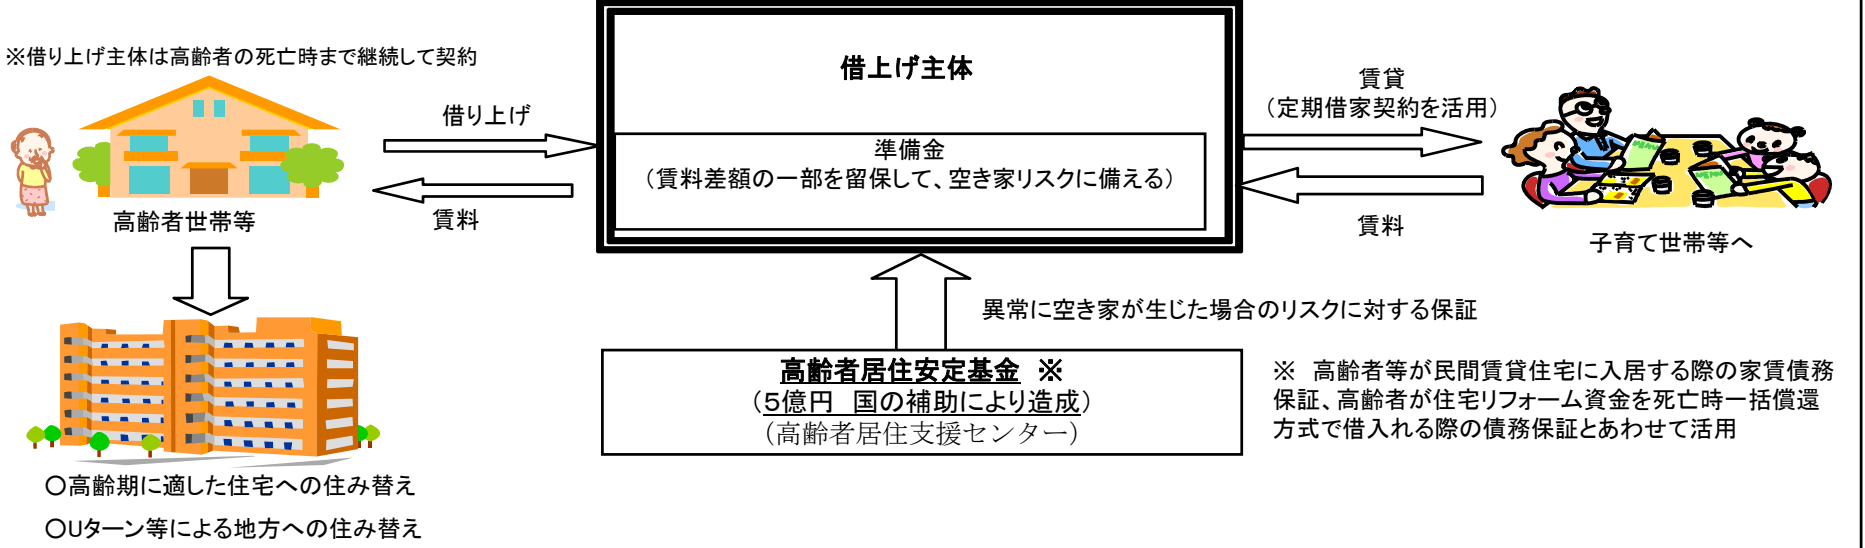 ※借り上げ主体は高齢者の死亡時まで継続して契約
高齢者世帯等
借り上げ
賃料
借上げ主体
準備金
（賃料差額の一部を留保して、空き家リスクに備える）
賃貸
（定期借家契約を活用）
賃料
子育て世帯等へ
異常に空き家が生じた場合のリスクに対する保証
高齢者居住安定基金　※
（５億円　国の補助により造成）
（高齢者居住支援センター）
※　高齢者等が民間賃貸住宅に入居する際の家賃債務
保証、高齢者が住宅リフォーム資金を死亡時一括償還
方式で借入れる際の債務保証とあわせて活用
○高齢期に適した住宅への住み替え
○Uターン等による地方への住み替え